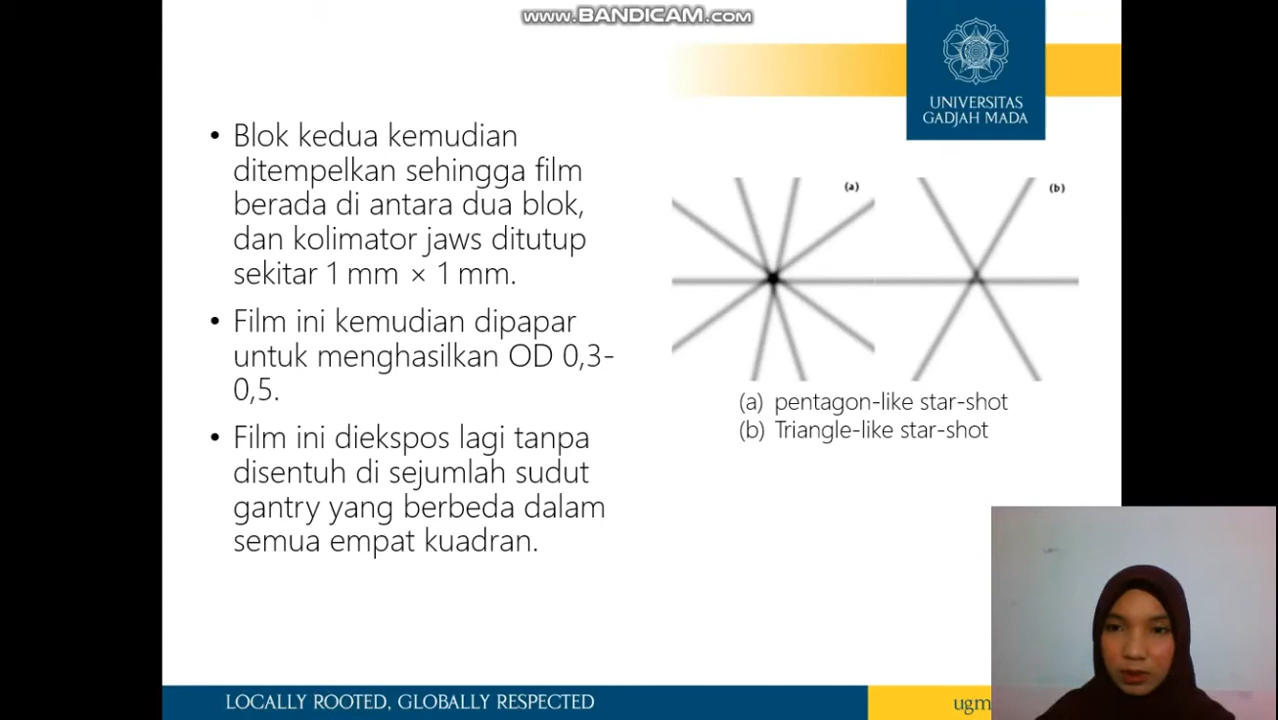 WWW.BANDICAM.COM
UNIVERSITAS
GADJAH MADA
• Blok kedua kemudian
ditempelkan sehingga film
berada di antara dua blok,
dan kolimator jaws ditutup
sekitar 1 mm × 1 mm.
• Film ini kemudian dipapar
untuk menghasilkan OD 0,3-
0,5.
• Film ini diekspos lagi tanpa
disentuh di sejumlah sudut
gantry yang berbeda dalam
semua empat kuadran.
(a)
(b)
(a) pentagon-like star-shot
(b) Triangle-like star-shot
LOCALLY ROOTED, GLOBALLY RESPECTED
ugm